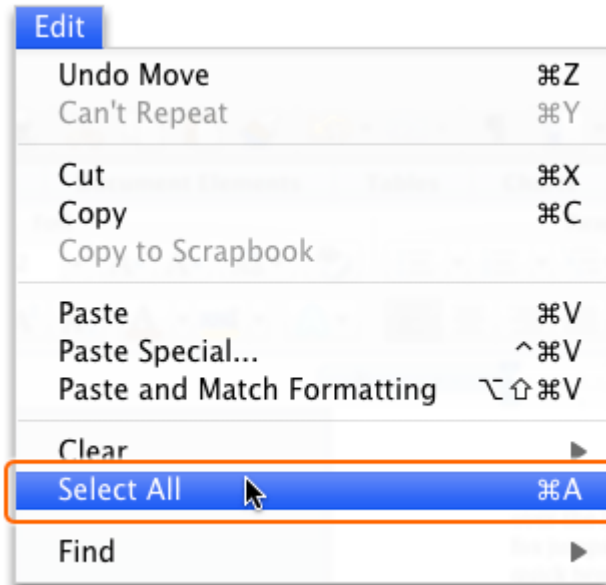 Edit
Undo Move ⌘Z
Can't Repeat ⌘Y
Cut ⌘X
Copy ⌘C
Copy to Scrapbook
Paste ⌘V
Paste Special... ^⌘V
Paste and Match Formatting ⌥⇧⌘V
Clear
Select All ⌘A
Find